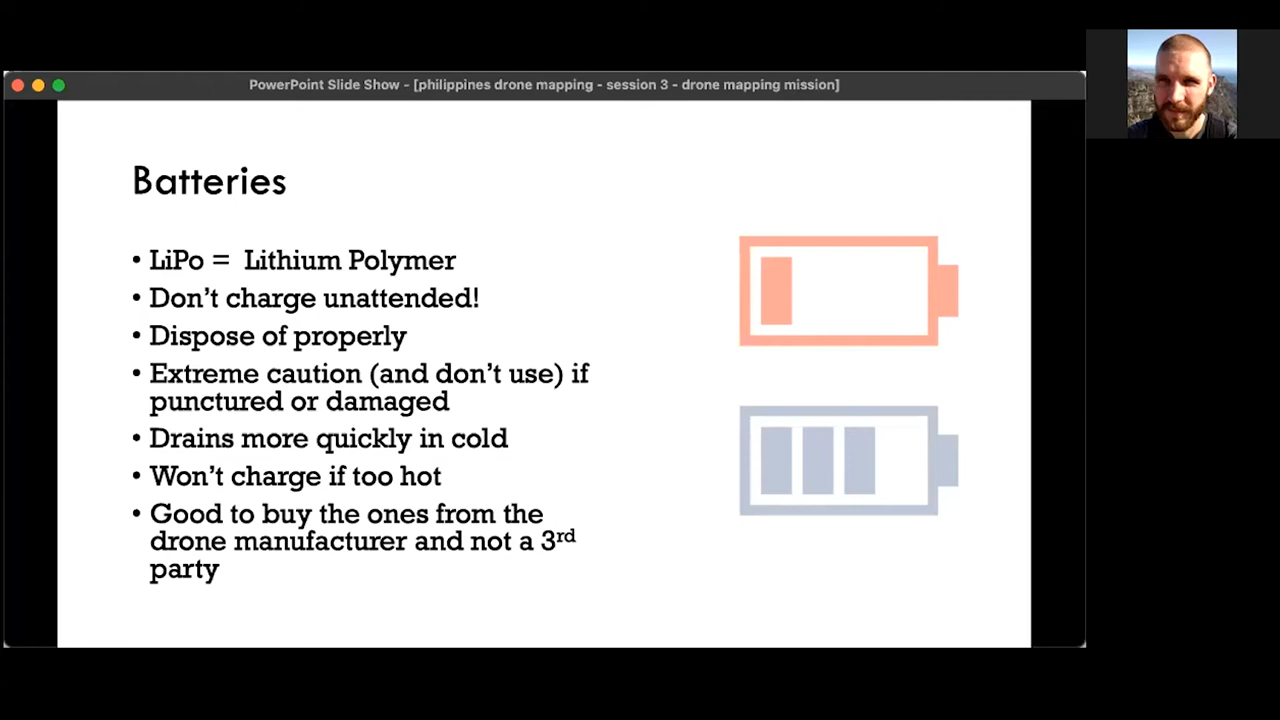 PowerPoint Slide Show - [philippines drone mapping - session 3 - drone mapping mission]
Batteries
• LiPo =  Lithium Polymer
• Don't charge unattended!
• Dispose of properly
• Extreme caution (and don't use) if
punctured or damaged
• Drains more quickly in cold
• Won't charge if too hot
• Good to buy the ones from the
drone manufacturer and not a 3rd
party